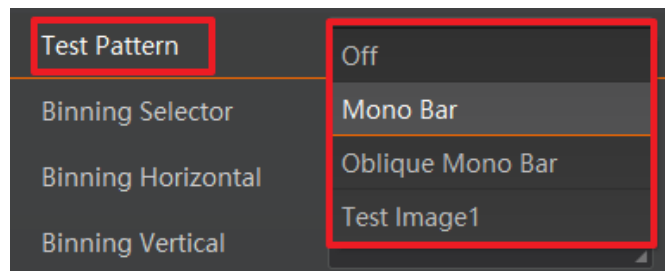 Test Pattern
Off
Binning Selector
Mono Bar
Binning Horizontal
Oblique Mono Bar
Test Image1
Binning Vertical